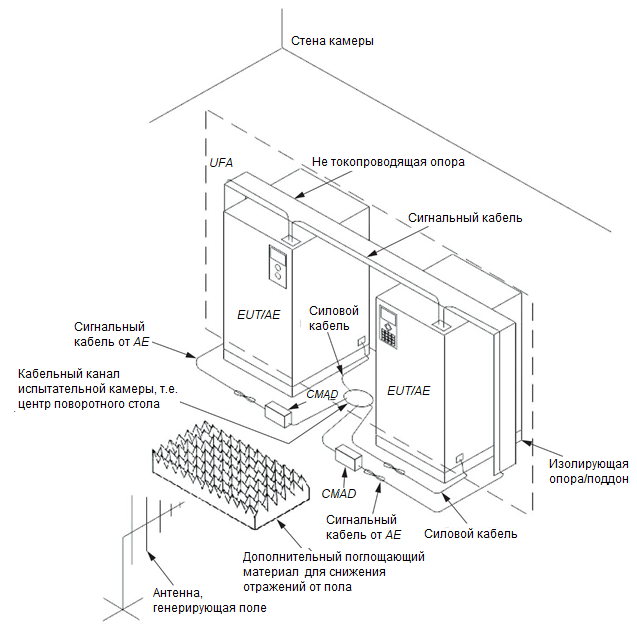 Стена камеры
UFA
Не токопроводящая опора
Сигнальный кабель
EUT/AE
Силовой
кабель
Сигнальный
кабель от AE
Кабельный канал
испытательной камеры, т.е.
центр поворотного стола
CMAD
EUT/AE
Изолирующая
опора/поддон
CMAD
Сигнальный
кабель от AE
Силовой кабель
Дополнительный поглощающий
материал для снижения
отражений от пола
Антенна,
генерирующая поле